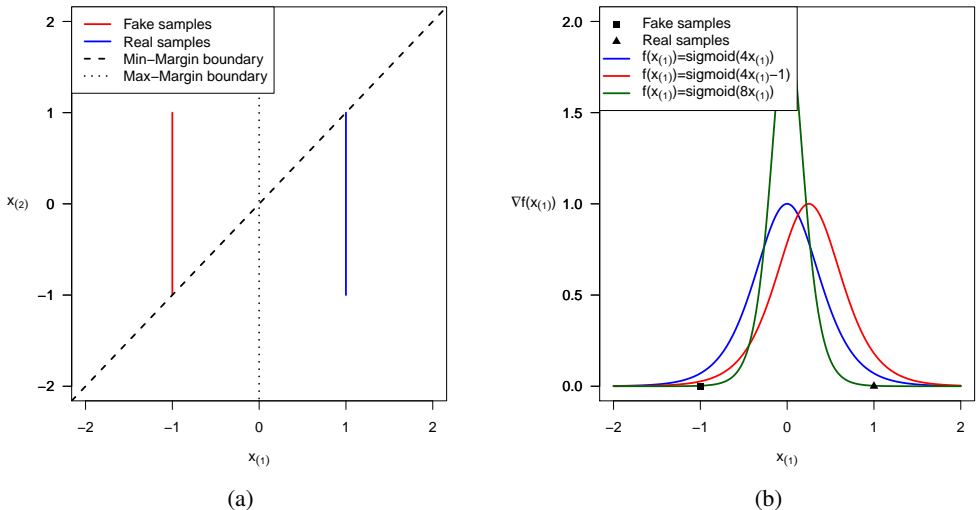 Fake samples
Real samples
Min−Margin boundary
Max−Margin boundary
2
1
0
−1
−2
x(2)
−2 −1 0 1 2
x(1)
(a)
Fake samples
Real samples
f(x(1))=sigmoid(4x(1))
f(x(1))=sigmoid(4x(1)−1)
f(x(1))=sigmoid(8x(1))
2.0
1.5
1.0
0.5
0.0
∇f(x(1))
−2 −1 0 1 2
x(1)
(b)